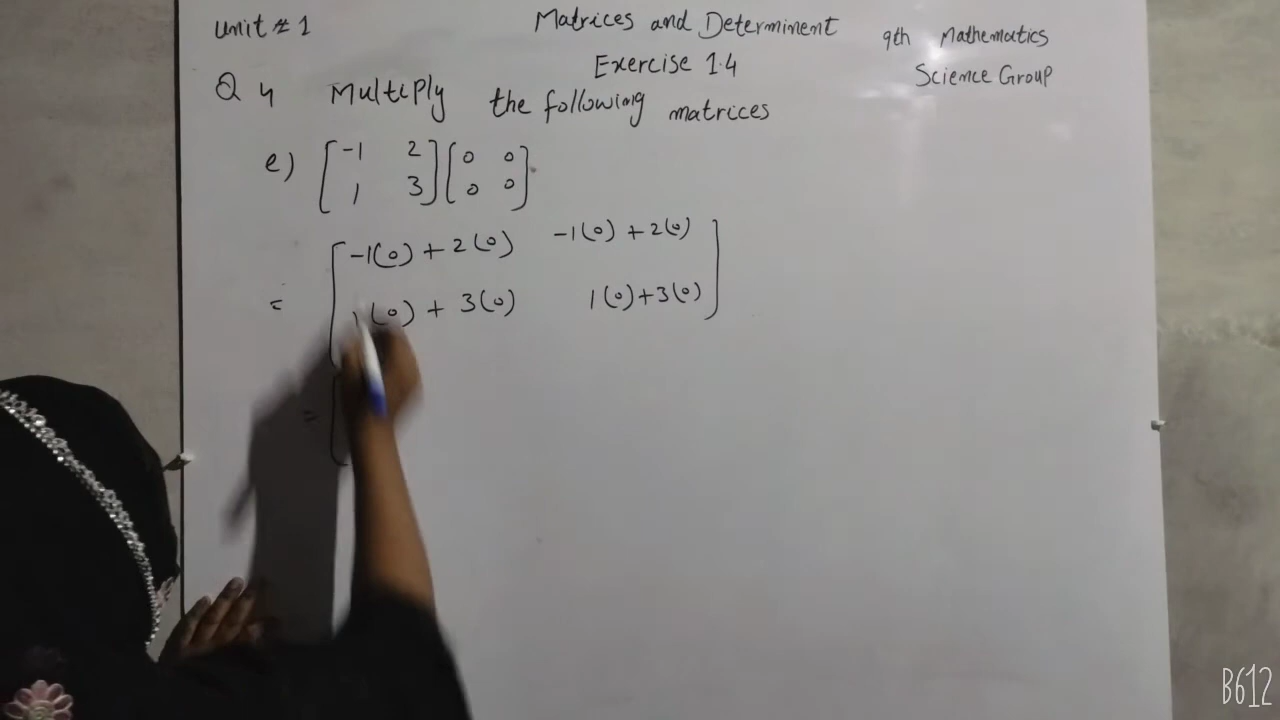 Unit # 1 Matrices and Determinent 9th Mathematics
Exercise 1.4 Science Group
Q 4 Multiply the following matrices
e) [-1 2] [0 0]
[1 3] [0 0]
= [-1(0) + 2(0) -1(0) + 2(0)]
[1(0) + 3(0) 1(0)+3(0)]
= [
B612